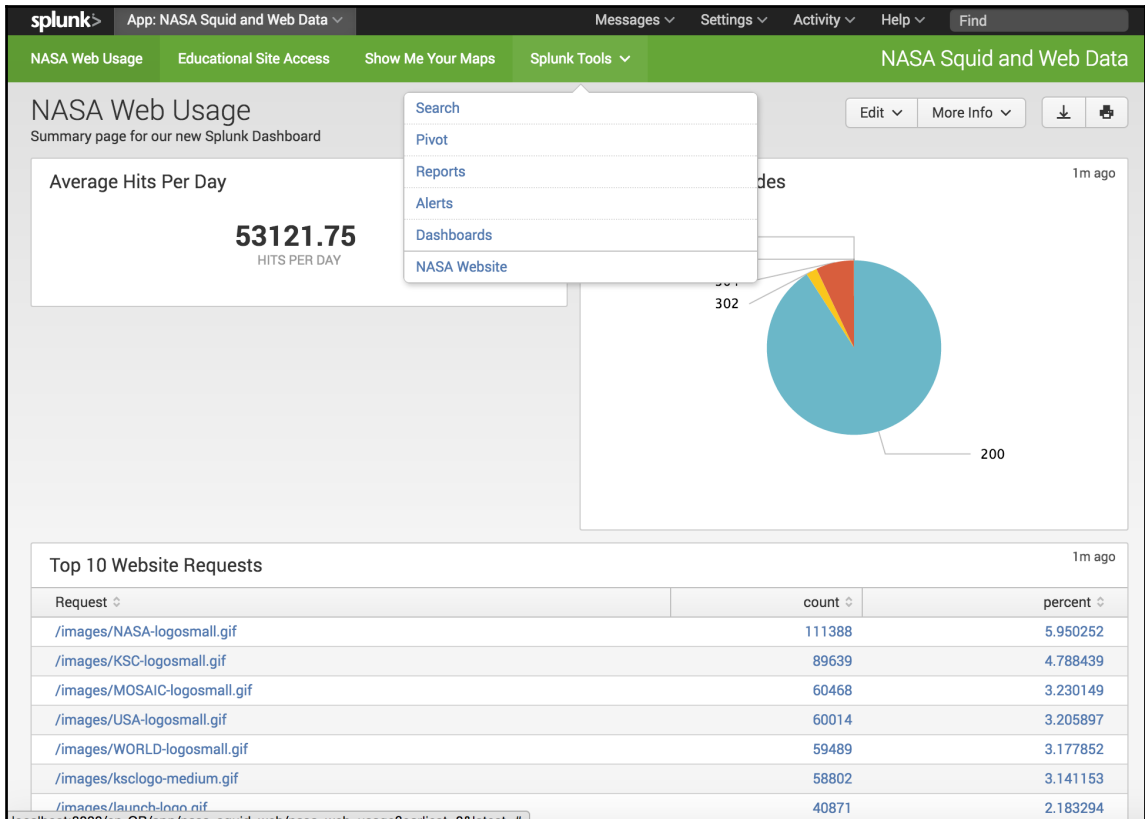 splunk> App: NASA Squid and Web Data Messages Settings Activity Help Find
NASA Web Usage Educational Site Access Show Me Your Maps Splunk Tools NASA Squid and Web Data
NASA Web Usage
Summary page for our new Splunk Dashboard
Search
Pivot
Reports
Alerts
Dashboards
NASA Website
Edit More Info
Average Hits Per Day
53121.75
HITS PER DAY
des
1m ago
302
200
Top 10 Website Requests
1m ago
Request count percent
/images/NASA-logosmall.gif 111388 5.950252
/images/KSC-logosmall.gif 89639 4.788439
/images/MOSAIC-logosmall.gif 60468 3.230149
/images/USA-logosmall.gif 60014 3.205897
/images/WORLD-logosmall.gif 59489 3.177852
/images/ksclogo-medium.gif 58802 3.141153
/images/launch-logo.gif 40871 2.183294